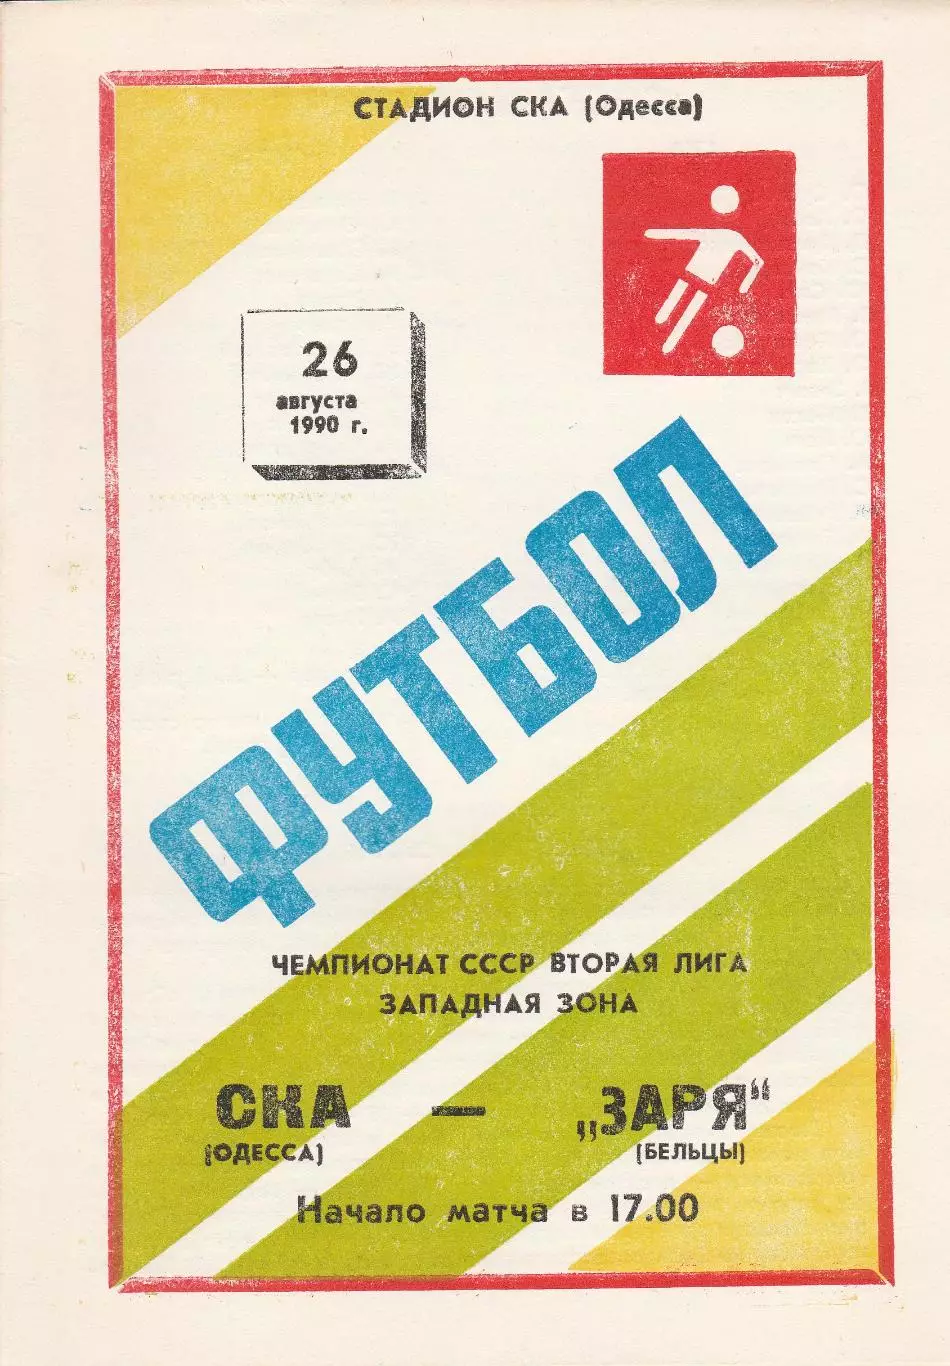 СТАДИОН СКА (Одесса)
26
августа
1990 г.
ФУТБОЛ
ЧЕМПИОНАТ СССР ВТОРАЯ ЛИГА
ЗАПАДНАЯ ЗОНА
СКА — „ЗАРЯ“
(ОДЕССА) (БЕЛЬЦЫ)
Начало матча в 17.00